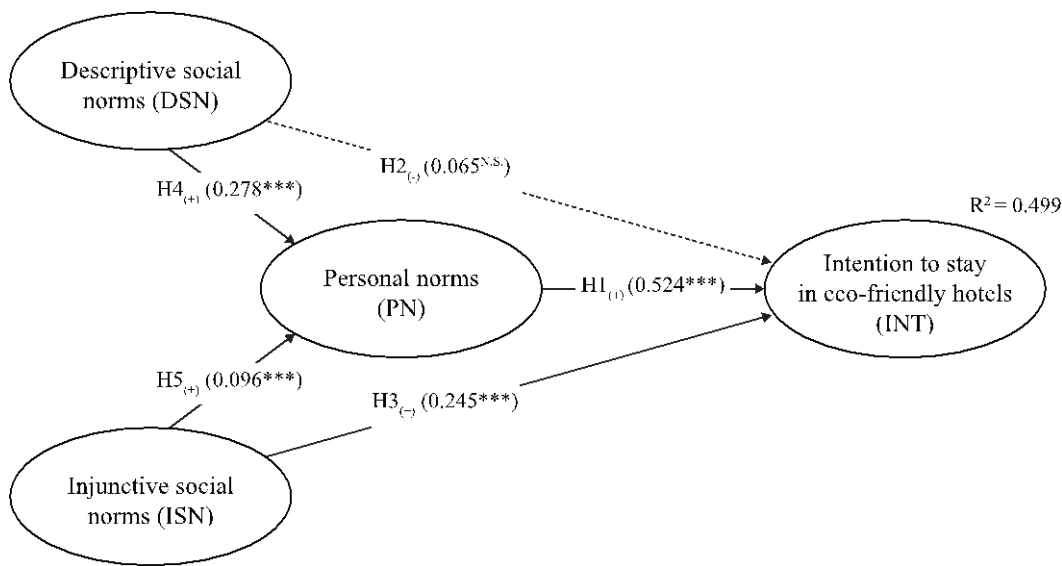 Descriptive social
norms (DSN)
H2(-) (0.065N.S.)
H4(+) (0.278***)
R² = 0.499
Personal norms
(PN)
H1(+) (0.524***)
Intention to stay
in eco-friendly hotels
(INT)
H5(+) (0.096***)
H3(−) (0.245***)
Injunctive social
norms (ISN)